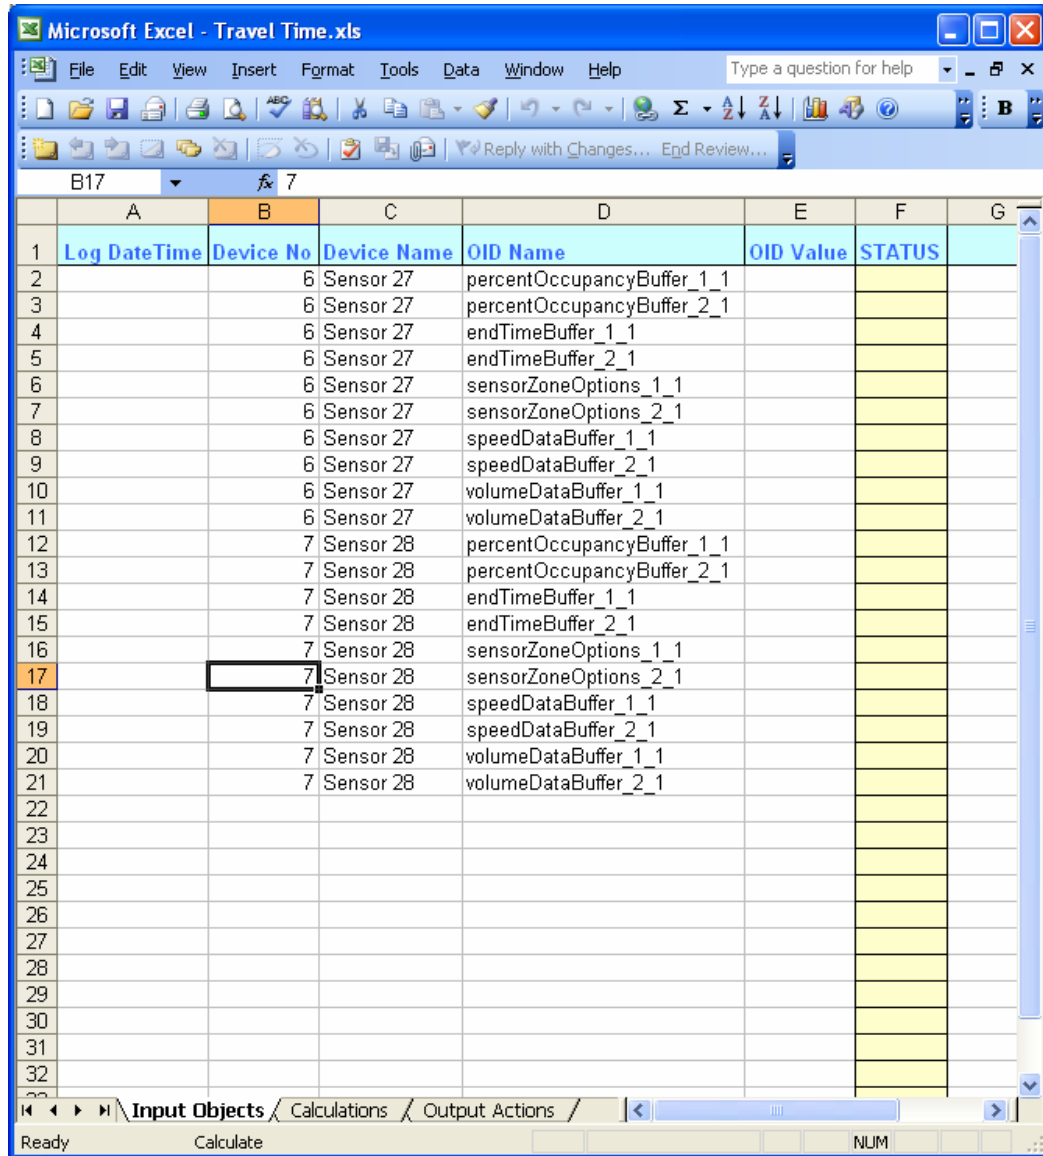 Microsoft Excel - Travel Time.xls
File Edit View Insert Format Tools Data Window Help Type a question for help
Reply with Changes... End Review...
B17 fx 7
A B C D E F G
1 Log DateTime Device No Device Name OID Name OID Value STATUS
2 6 Sensor 27 percentOccupancyBuffer_1_1
3 6 Sensor 27 percentOccupancyBuffer_2_1
4 6 Sensor 27 endTimeBuffer_1_1
5 6 Sensor 27 endTimeBuffer_2_1
6 6 Sensor 27 sensorZoneOptions_1_1
7 6 Sensor 27 sensorZoneOptions_2_1
8 6 Sensor 27 speedDataBuffer_1_1
9 6 Sensor 27 speedDataBuffer_2_1
10 6 Sensor 27 volumeDataBuffer_1_1
11 6 Sensor 27 volumeDataBuffer_2_1
12 7 Sensor 28 percentOccupancyBuffer_1_1
13 7 Sensor 28 percentOccupancyBuffer_2_1
14 7 Sensor 28 endTimeBuffer_1_1
15 7 Sensor 28 endTimeBuffer_2_1
16 7 Sensor 28 sensorZoneOptions_1_1
17 7 Sensor 28 sensorZoneOptions_2_1
18 7 Sensor 28 speedDataBuffer_1_1
19 7 Sensor 28 speedDataBuffer_2_1
20 7 Sensor 28 volumeDataBuffer_1_1
21 7 Sensor 28 volumeDataBuffer_2_1
22
23
24
25
26
27
28
29
30
31
32
Input Objects Calculations Output Actions
Ready Calculate NUM